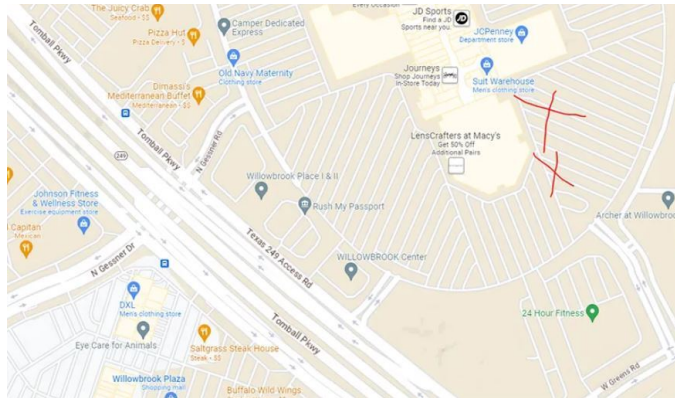 The Juicy Crab
Seafood - $$
Pizza Hut
Pizza Delivery - $
Camper Dedicated
Express
Every Occasion
JD Sports
Find a JD
Sports near you
JD
JCPenney
Department store
Tomball Pkwy
Old Navy Maternity
Clothing store
Journeys
Shop Journeys
In-Store Today
Suit Warehouse
Men's clothing store
Dimassi's
Mediterranean Buffet
Mediterranean - $$
Tomball Pkwy
N Gessner Rd
249
LensCrafters at Macy's
Get 50% Off
Additional Pairs
Willowbrook Place I & II
Rush My Passport
Johnson Fitness
& Wellness Store
Exercise equipment store
Capitan
Mexican
Archer at Willowbroo
Texas 249 Access Rd
WILLOWBROOK Center
N Gessner Dr
DXL
Men's clothing store
24 Hour Fitness
Tomball Pkwy
Eye Care for Animals
Saltgrass Steak House
Steak - $$
W Greens Rd
Willowbrook Plaza
Shopping mall
Buffalo Wild Wings